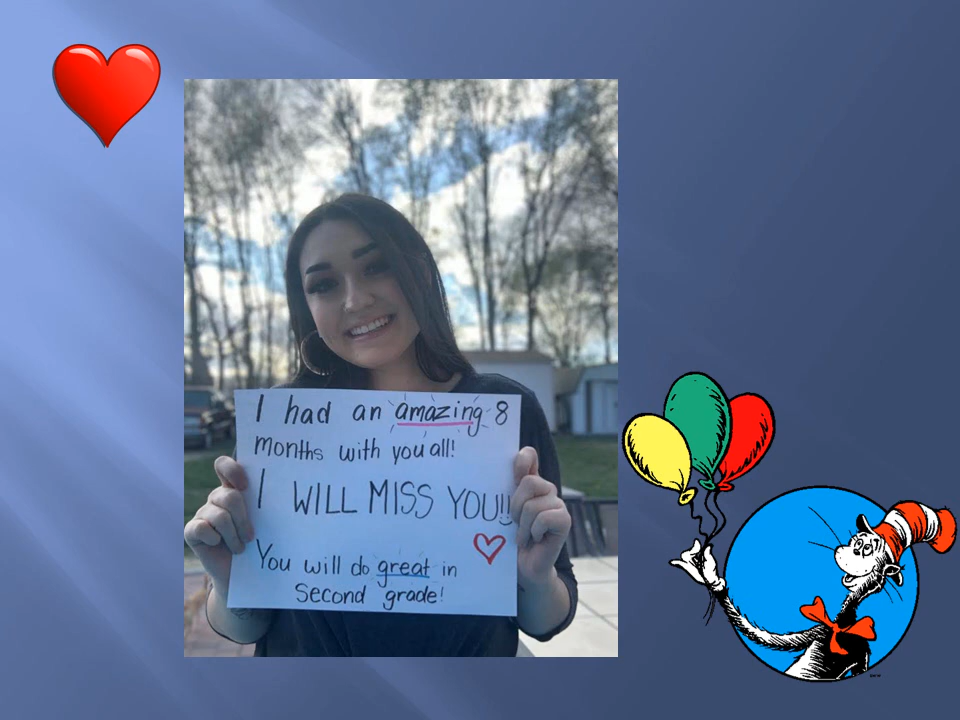 I had an amazing 8
months with you all!
I WILL MISS YOU!!
You will do great in
Second grade!